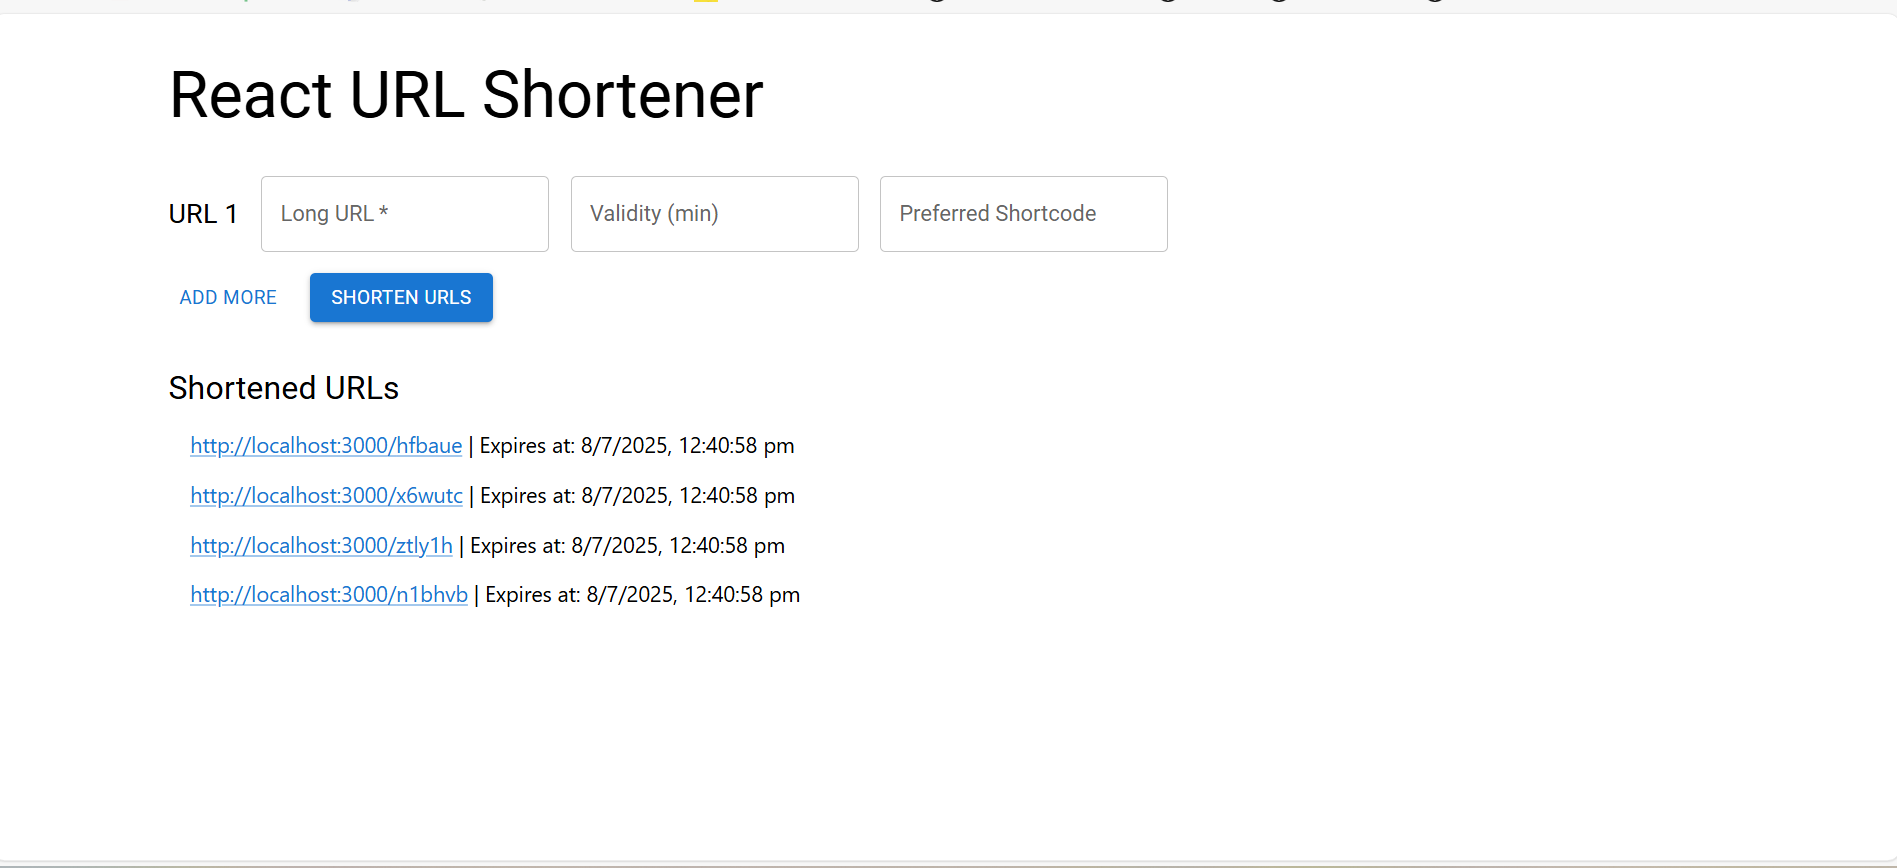 React URL Shortener
URL 1 Long URL * Validity (min) Preferred Shortcode
ADD MORE SHORTEN URLS
Shortened URLs
http://localhost:3000/hfbaue | Expires at: 8/7/2025, 12:40:58 pm
http://localhost:3000/x6wutc | Expires at: 8/7/2025, 12:40:58 pm
http://localhost:3000/ztly1h | Expires at: 8/7/2025, 12:40:58 pm
http://localhost:3000/n1bhvb | Expires at: 8/7/2025, 12:40:58 pm